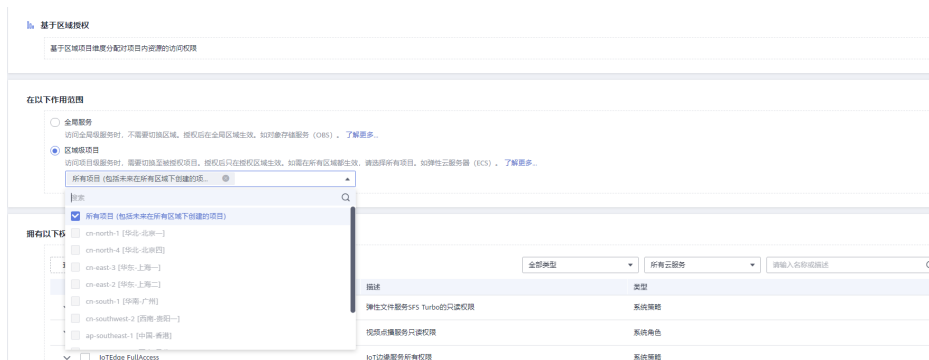 基于区域授权
基于区域项目维度分配对项目内资源的访问权限
在以下作用范围
全局服务
访问全局级服务时，不需要切换区域。授权后在全局区域生效。如对象存储服务（OBS）。 了解更多...
区域级项目
访问项目级服务时，需要切换至被授权项目。授权后只在授权区域生效。如需在所有区域都生效，请选择所有项目。如弹性云服务器（ECS）。 了解更多...
所有项目 (包括未来在所有区域下创建的项...
搜索
所有项目 (包括未来在所有区域下创建的项目)
拥有以下权
cn-north-1 [华北-北京一]
cn-north-4 [华北-北京四]
cn-east-3 [华东-上海一]
全部类型 所有云服务 请输入名称或描述
cn-east-2 [华东-上海二]
描述 类型
cn-south-1 [华南-广州]
弹性文件服务SFS Turbo的只读权限 系统策略
cn-southwest-2 [西南-贵阳一]
视频点播服务只读权限 系统角色
ap-southeast-1 [中国-香港]
IoTEdge FullAccess IoT边缘服务所有权限 系统策略